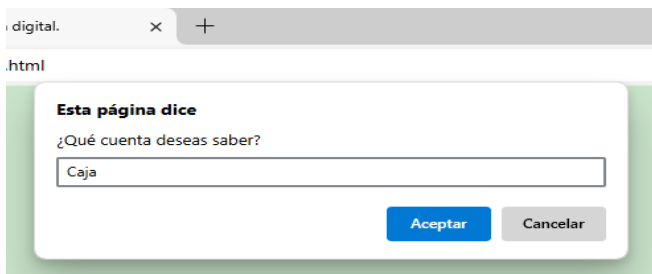 digital.
.html
Esta página dice
¿Qué cuenta deseas saber?
Caja
Aceptar Cancelar